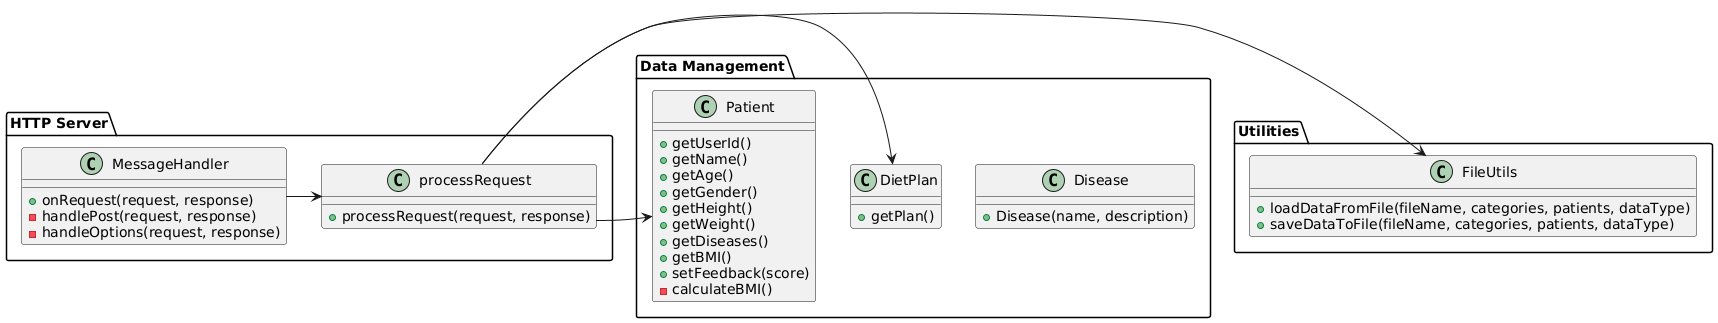 HTTP Server
C MessageHandler
onRequest(request, response)
handlePost(request, response)
handleOptions(request, response)
C processRequest
processRequest(request, response)
Data Management
C Patient
getUserId()
getName()
getAge()
getGender()
getHeight()
getWeight()
getDiseases()
getBMI()
setFeedback(score)
calculateBMI()
C DietPlan
getPlan()
C Disease
Disease(name, description)
Utilities
C FileUtils
loadDataFromFile(fileName, categories, patients, dataType)
saveDataToFile(fileName, categories, patients, dataType)